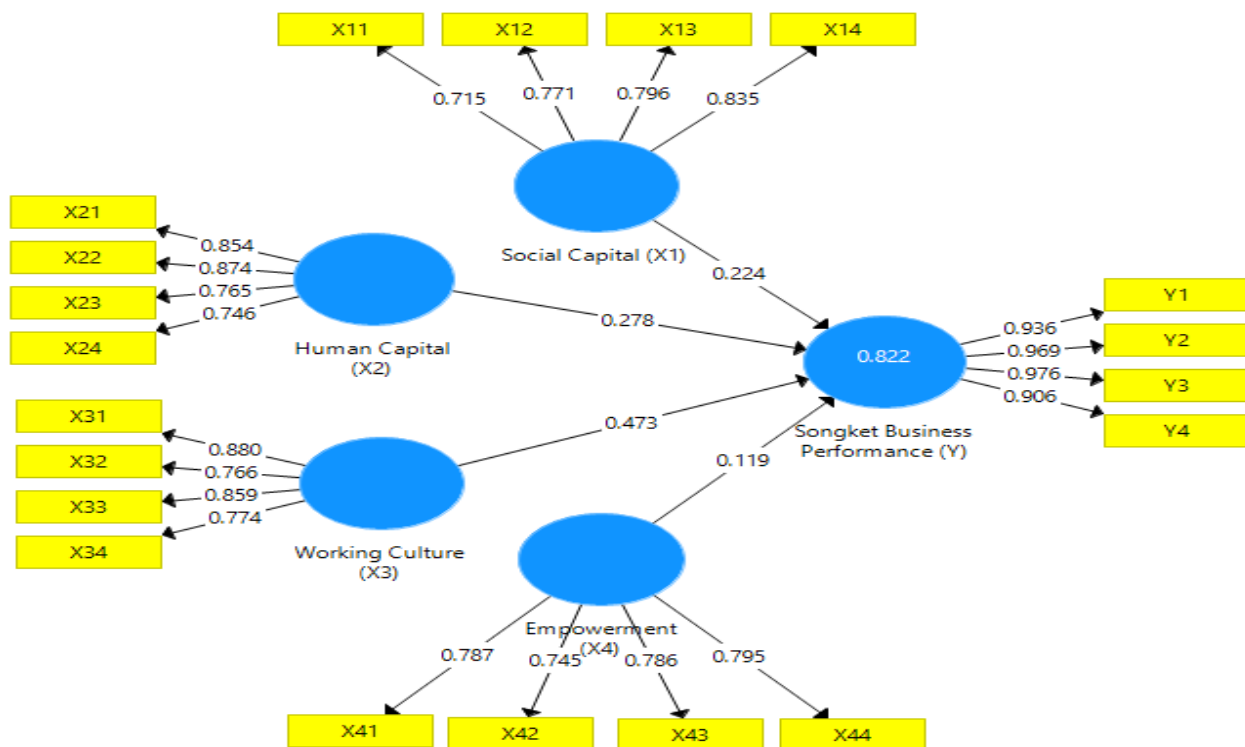 X11
X12
X13
X14
0.715
0.771
0.796
0.835
Social Capital (X1)
0.224
X21
X22
X23
X24
0.854
0.874
0.765
0.746
Human Capital
(X2)
0.278
X31
X32
X33
X34
0.880
0.766
0.859
0.774
Working Culture
(X3)
0.473
0.822
Songket Business
Performance (Y)
0.936
0.969
0.976
0.906
Y1
Y2
Y3
Y4
0.119
Empowerment
(X4)
0.787
0.745
0.786
0.795
X41
X42
X43
X44